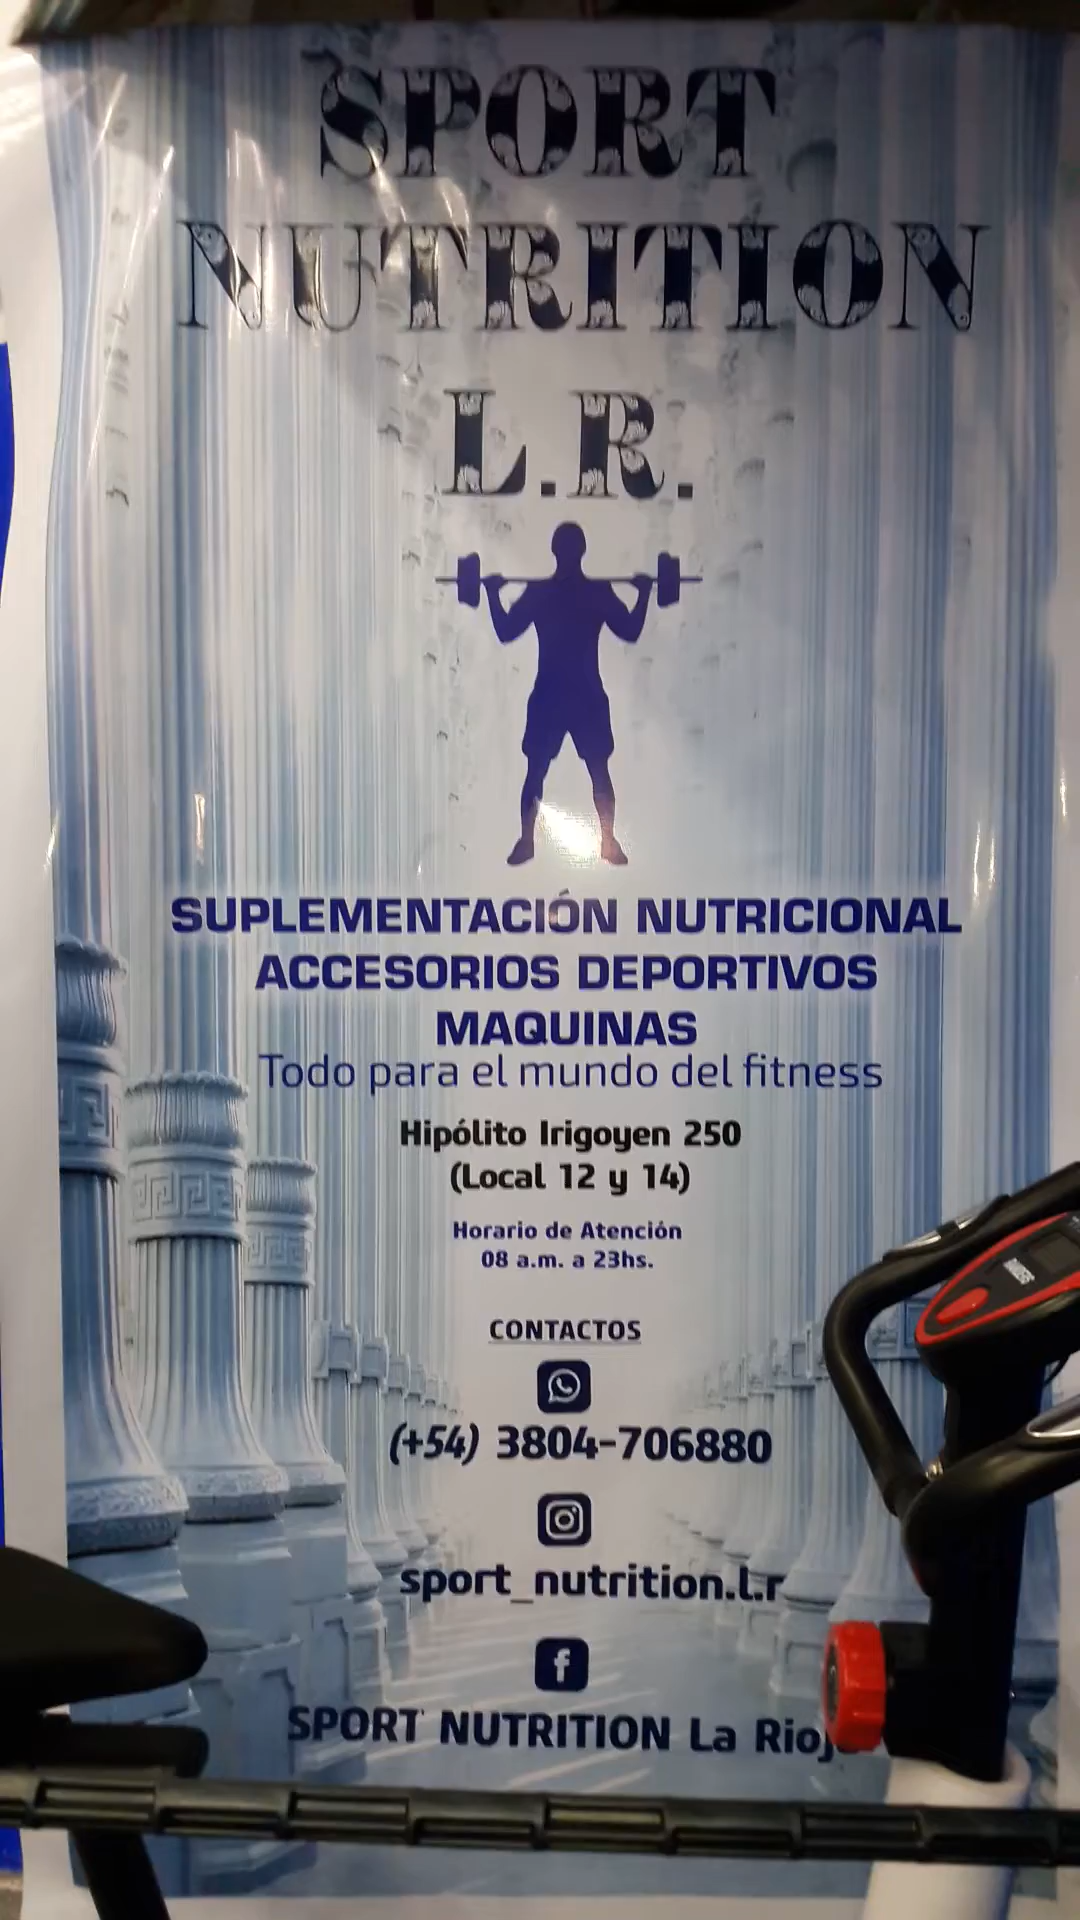 SPORT
NUTRITION
L.R.
SUPLEMENTACIÓN NUTRICIONAL
ACCESORIOS DEPORTIVOS
MAQUINAS
Todo para el mundo del fitness
Hipólito Irigoyen 250
(Local 12 y 14)
Horario de Atención
08 a.m. a 23hs.
CONTACTOS
(+54) 3804-706880
sport_nutrition.l.r
SPORT NUTRITION La Rioj